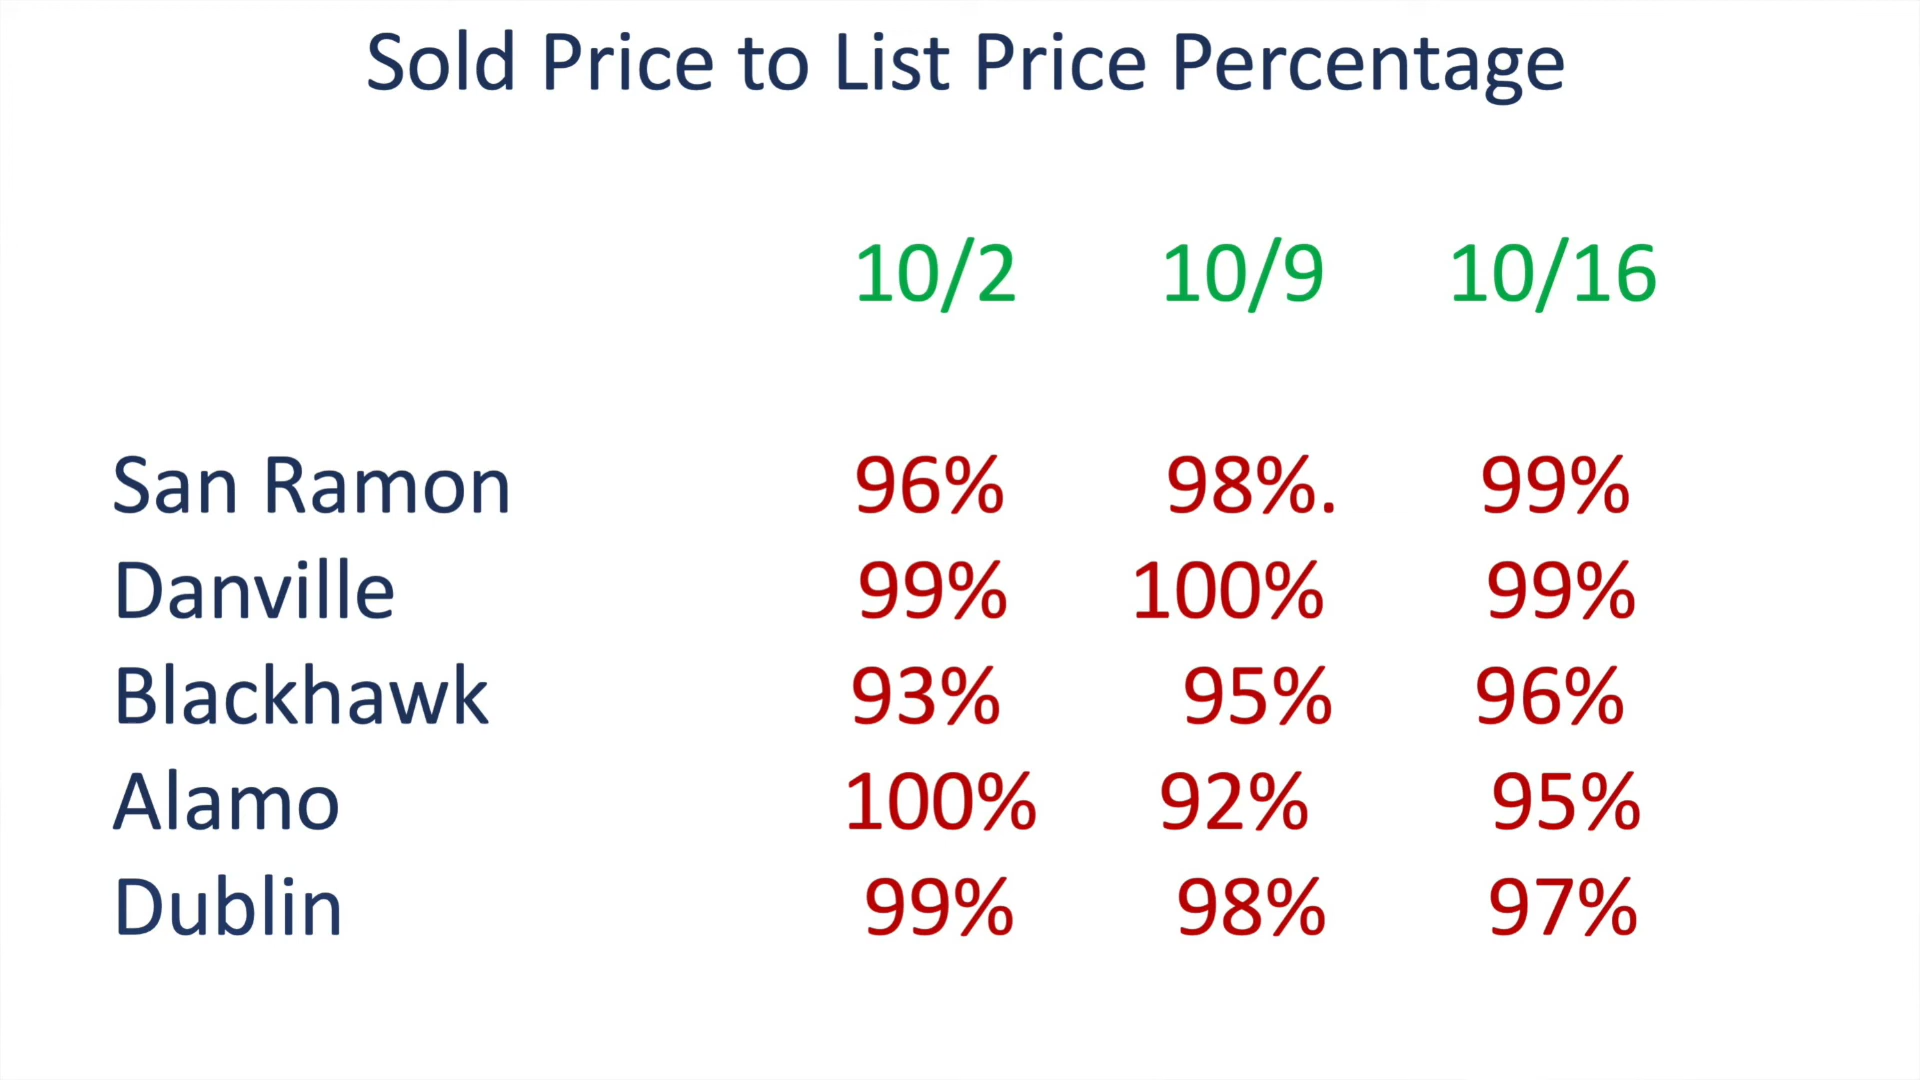 Sold Price to List Price Percentage
10/2 10/9 10/16
San Ramon 96% 98%. 99%
Danville 99% 100% 99%
Blackhawk 93% 95% 96%
Alamo 100% 92% 95%
Dublin 99% 98% 97%